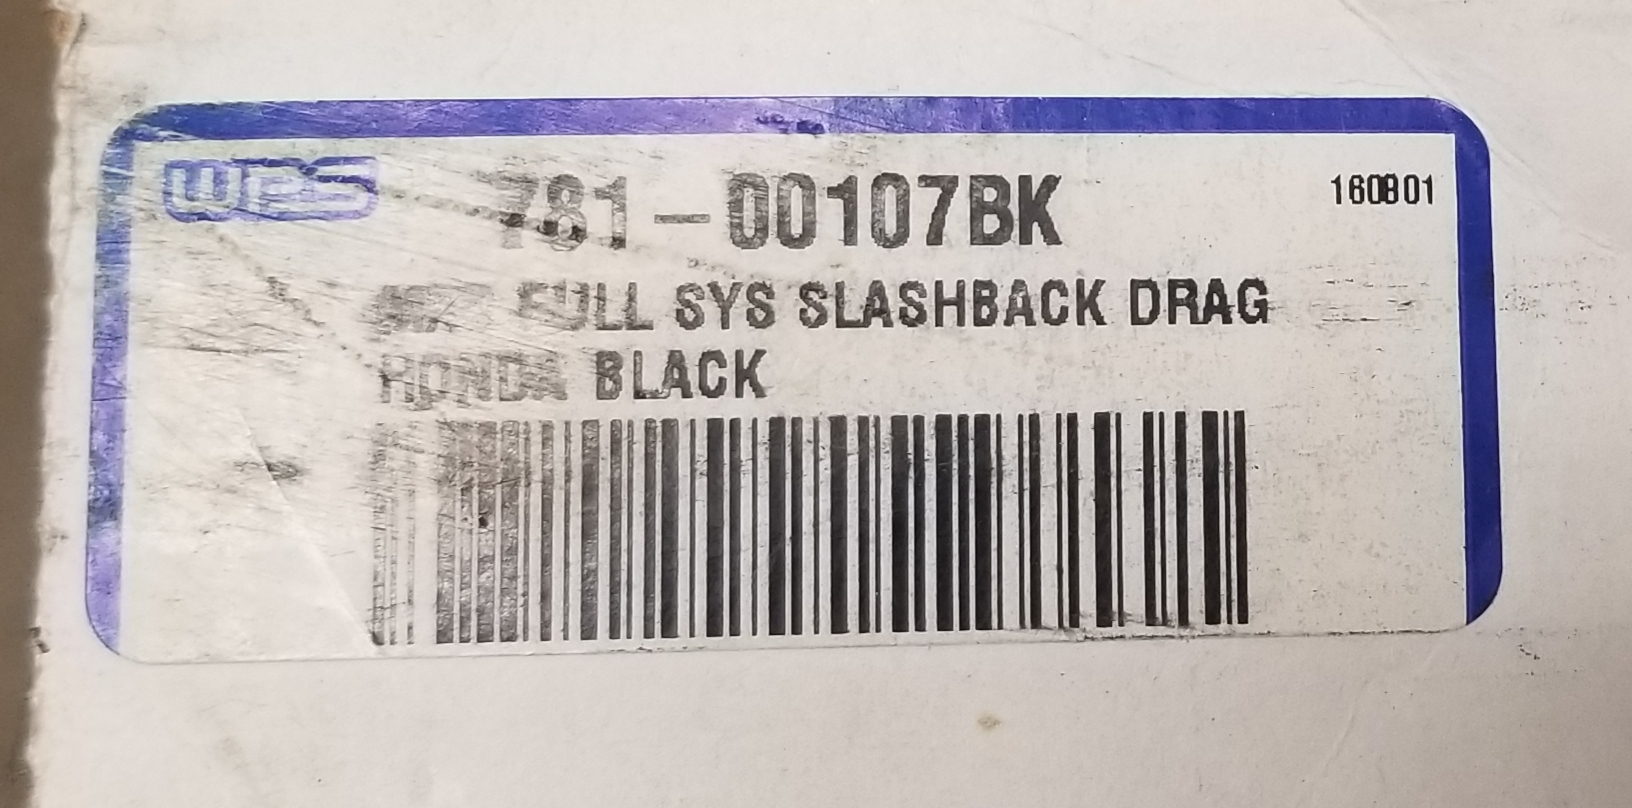 WPS
781-00107BK
160801
FULL SYS SLASHBACK DRAG
HONDA BLACK